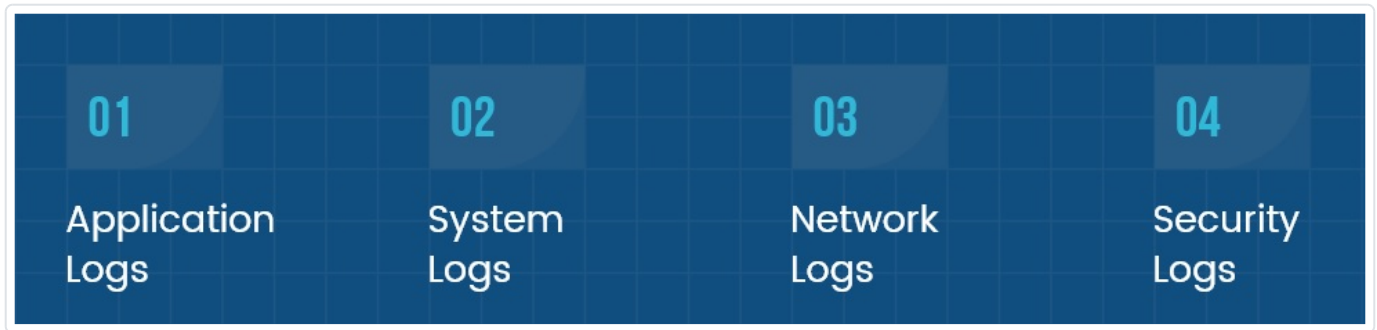 01
Application
Logs
02
System
Logs
03
Network
Logs
04
Security
Logs